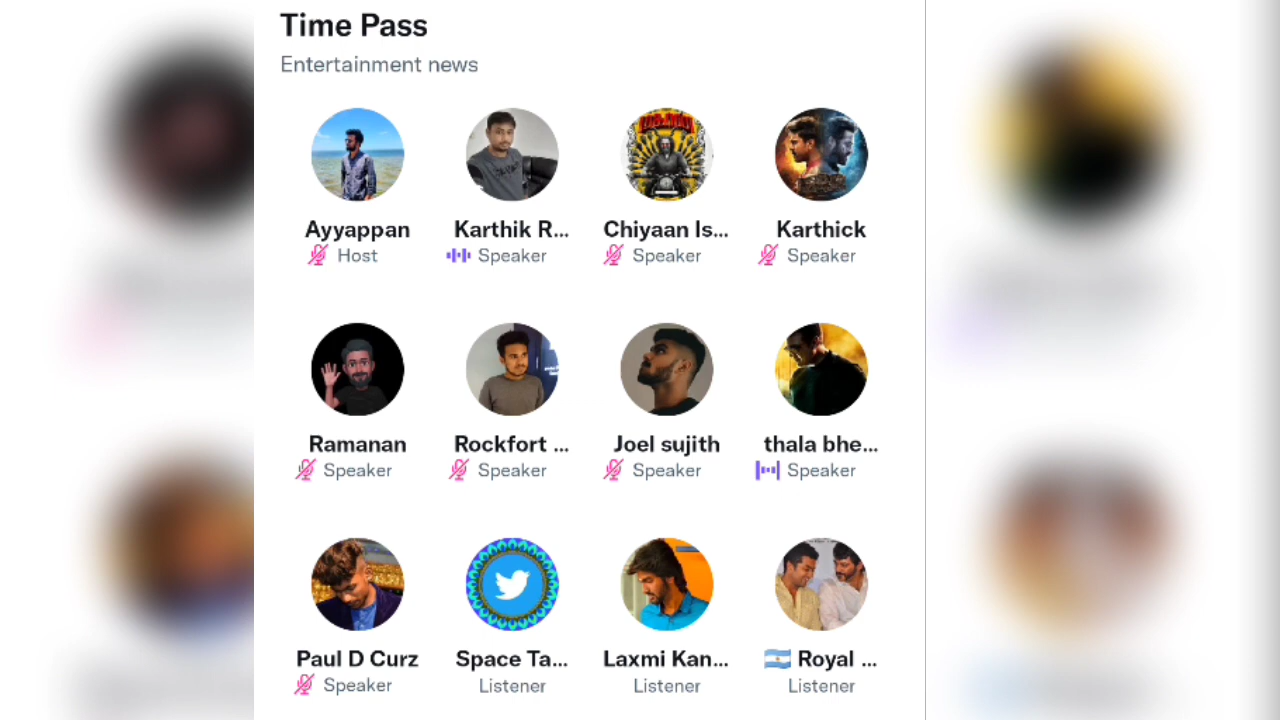 Time Pass
Entertainment news
Ayyappan
Host
Karthik R...
Speaker
Chiyaan Is...
Speaker
Karthick
Speaker
Ramanan
Speaker
Rockfort ...
Speaker
Joel sujith
Speaker
thala bhe...
Speaker
Paul D Curz
Speaker
Space Ta...
Listener
Laxmi Kan...
Listener
🇦🇷 Royal ...
Listener